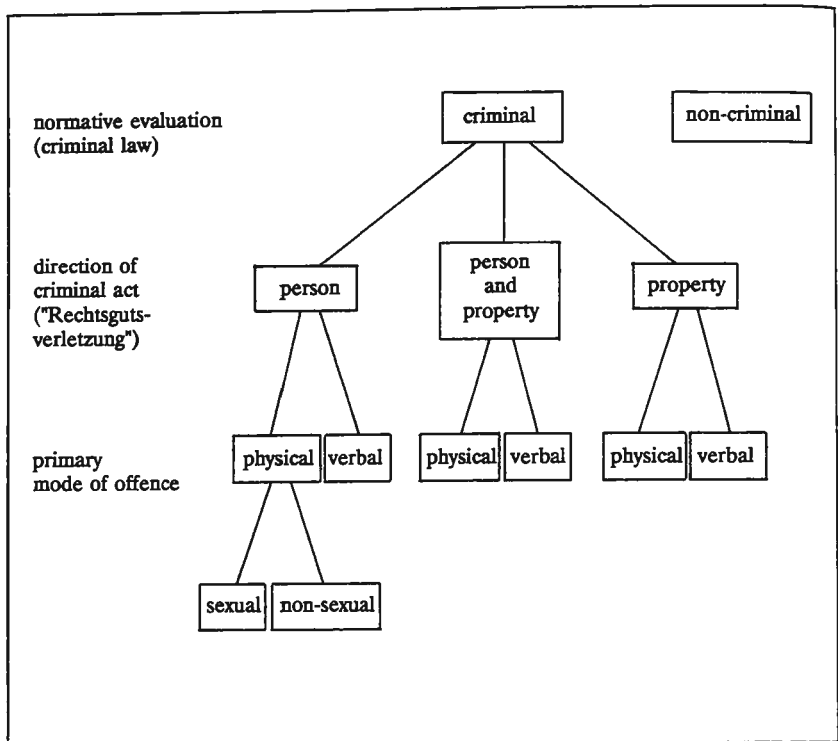 normative evaluation
(criminal law)
criminal
non-criminal
direction of
criminal act
("Rechtsguts-
verletzung")
person
person
and
property
property
primary
mode of offence
physical
verbal
physical
verbal
physical
verbal
sexual
non-sexual